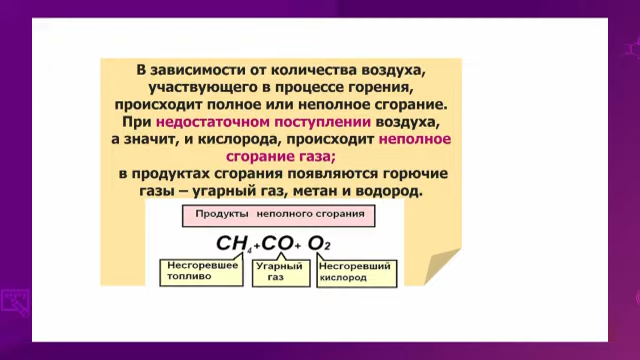 В зависимости от количества воздуха,
участвующего в процессе горения,
происходит полное или неполное сгорание.
При недостаточном поступлении воздуха,
а значит, и кислорода, происходит неполное
сгорание газа;
в продуктах сгорания появляются горючие
газы – угарный газ, метан и водород.
Продукты неполного сгорания
CH4+CO+ O2
Несгоревшее
топливо
Угарный
газ
Несгоревший
кислород